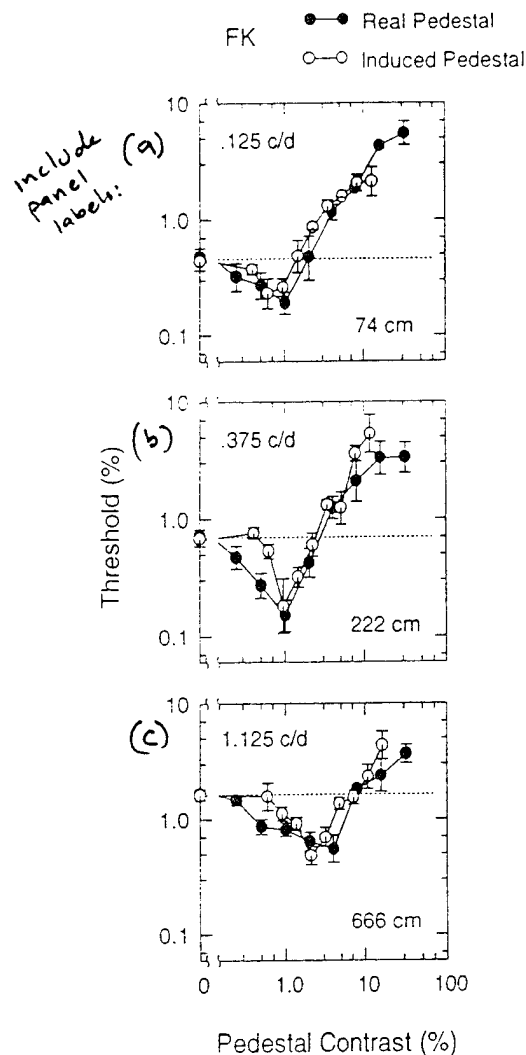 FK
Real Pedestal
Induced Pedestal
include
panel
labels:
(a)
.125 c/d
10
1.0
0.1
74 cm
(b)
.375 c/d
10
1.0
0.1
222 cm
Threshold (%)
(c)
1.125 c/d
10
1.0
0.1
666 cm
0 1.0 10 100
Pedestal Contrast (%)